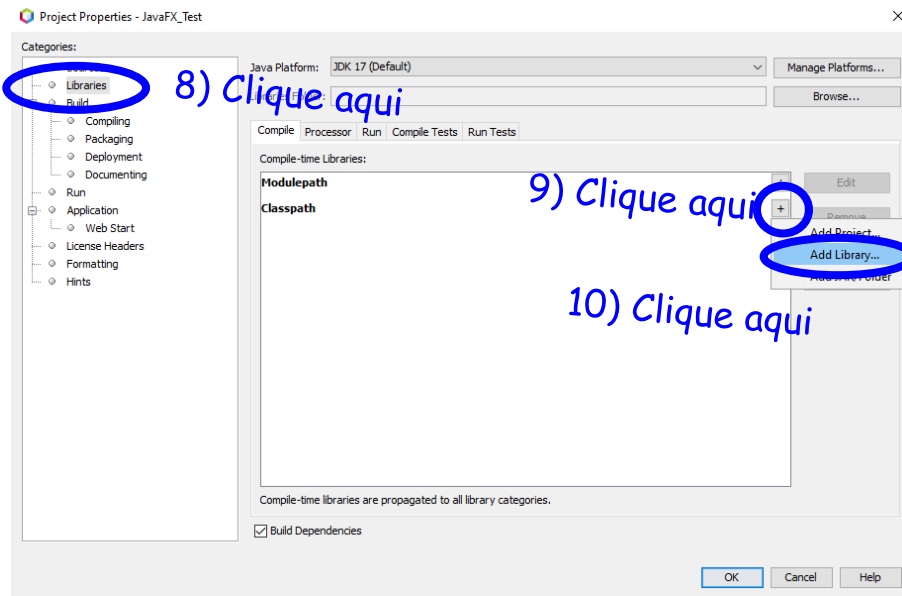 Project Properties - JavaFX_Test
Categories:
8) Clique aqui
Libraries
Build
Compiling
Packaging
Deployment
Documenting
Run
Application
Web Start
License Headers
Formatting
Hints
Java Platform: JDK 17 (Default) Manage Platforms...
Browse...
Compile Processor Run Compile Tests Run Tests
Compile-time Libraries:
Modulepath
Edit
9) Clique aqui
Classpath
+
Remove
Add Project...
Add Library...
10) Clique aqui
Compile-time libraries are propagated to all library categories.
Build Dependencies
OK Cancel Help